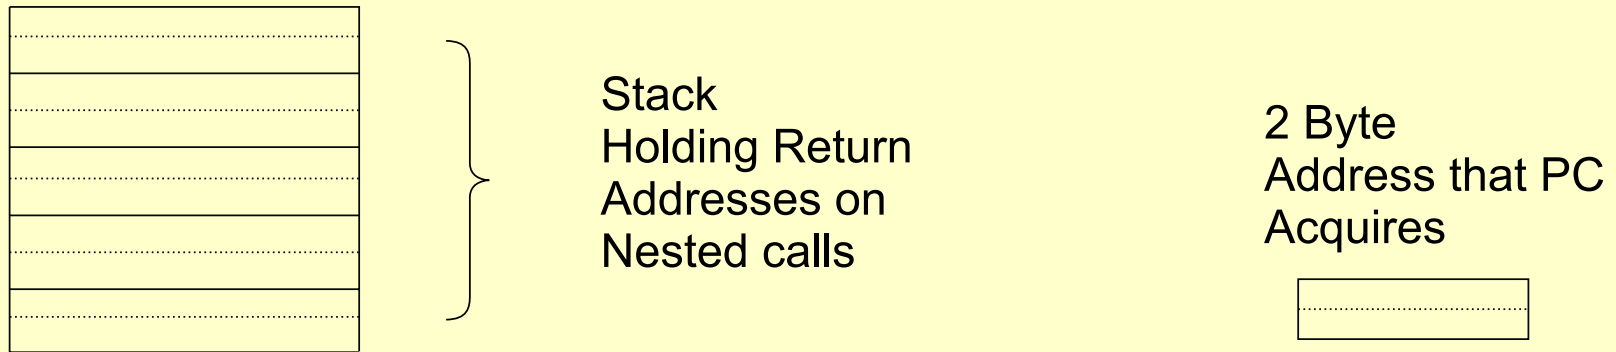 Stack
Holding Return
Addresses on
Nested calls
2 Byte
Address that PC
Acquires